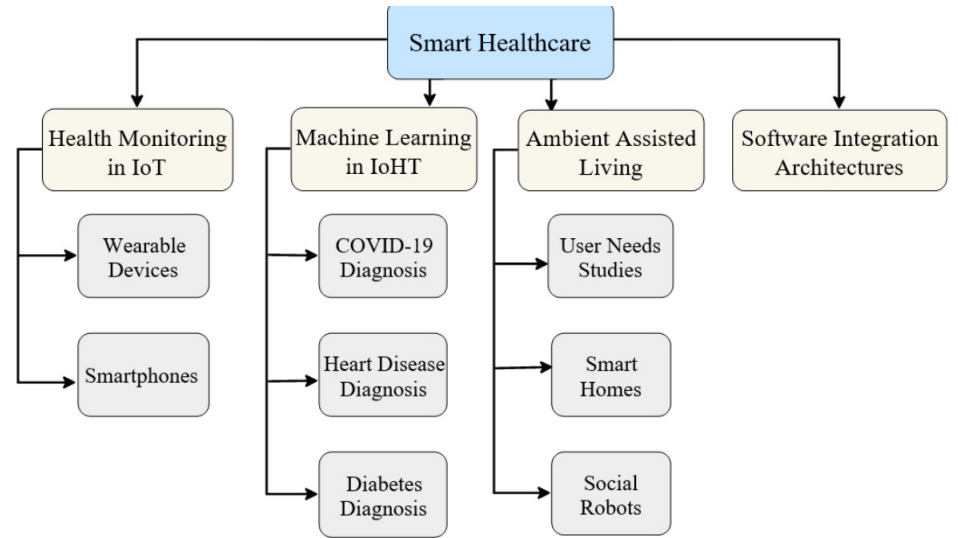 Smart Healthcare
Health Monitoring
in IoT
Machine Learning
in IoHT
Ambient Assisted
Living
Software Integration
Architectures
Wearable
Devices
Smartphones
COVID-19
Diagnosis
Heart Disease
Diagnosis
Diabetes
Diagnosis
User Needs
Studies
Smart
Homes
Social
Robots